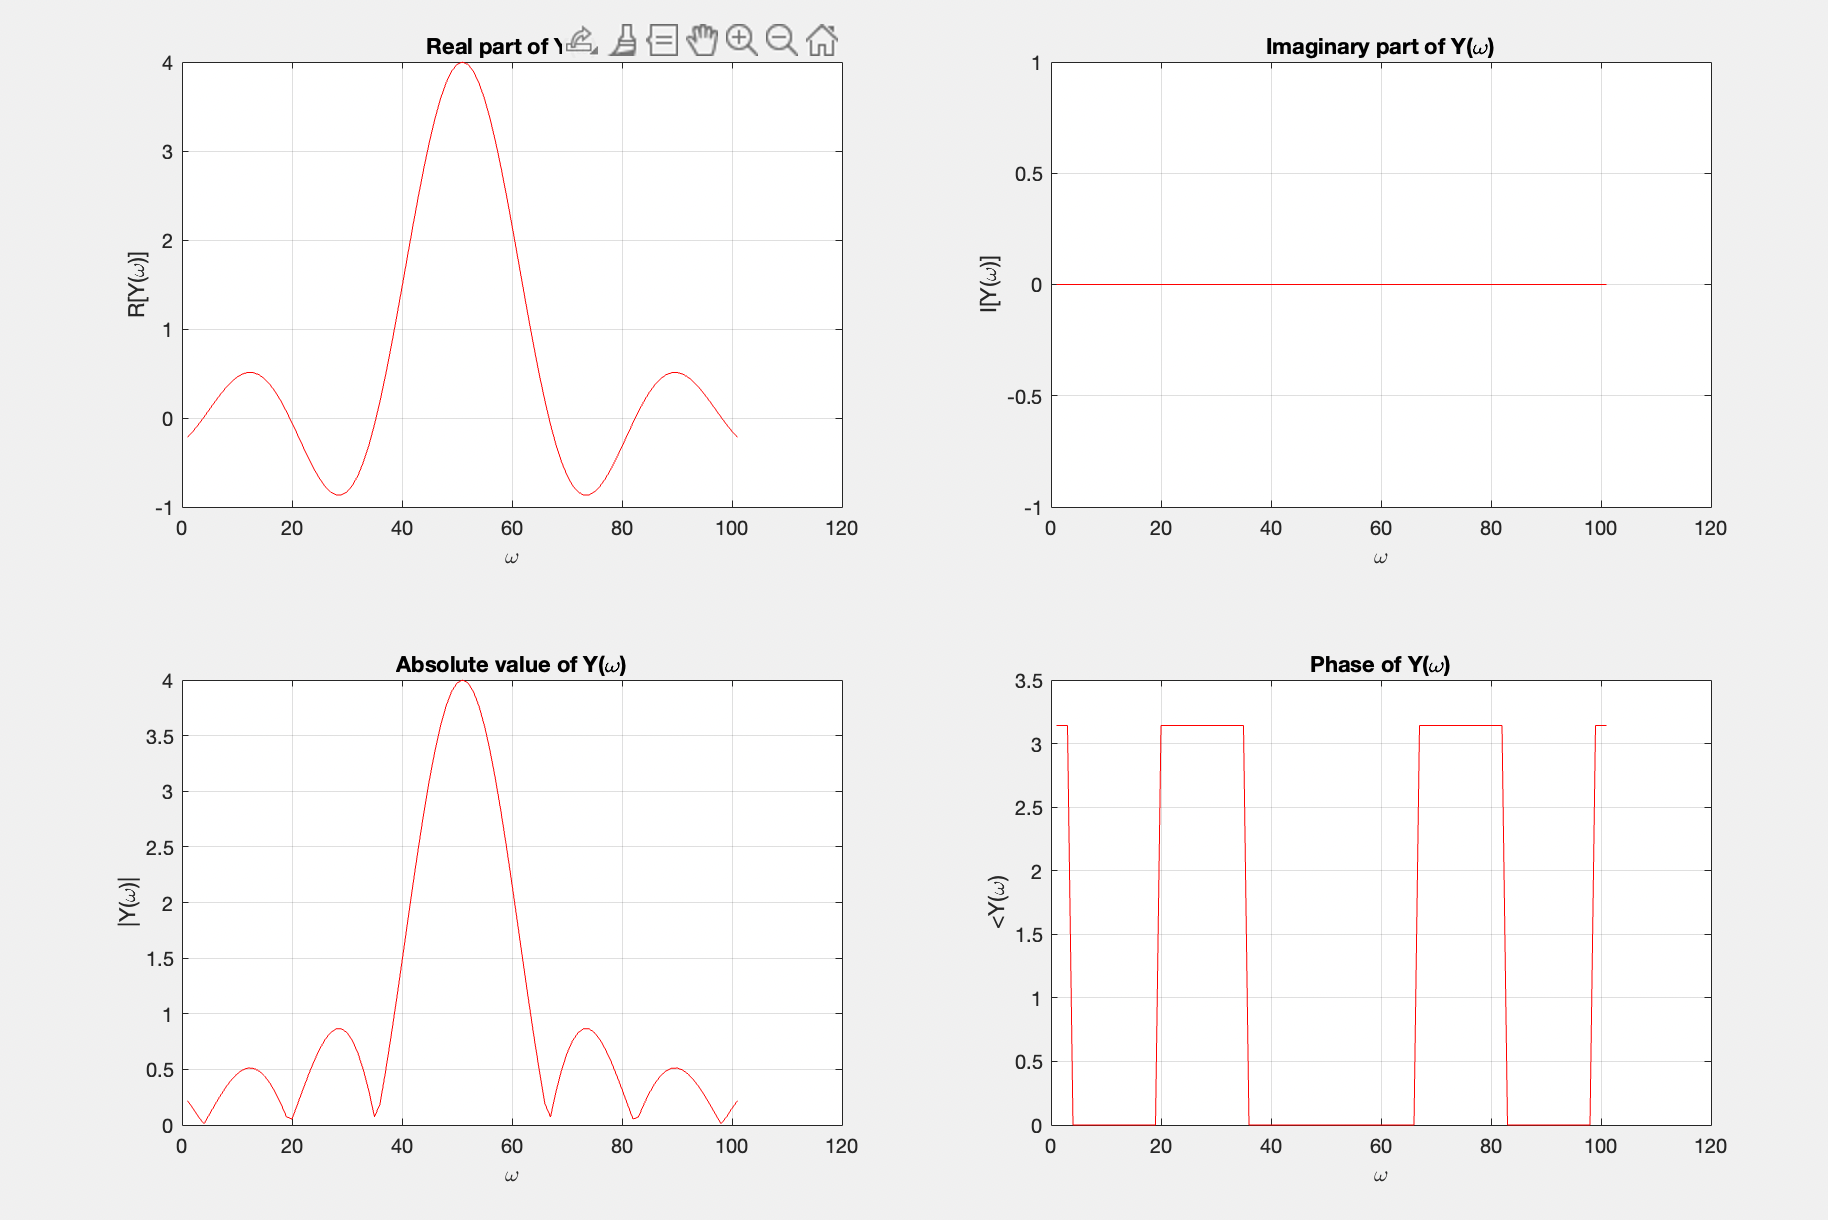 Real part of Y
4
3
2
1
0
-1
0 20 40 60 80 100 120
R[Y(ω)]
ω
Imaginary part of Y(ω)
1
0.5
0
-0.5
-1
0 20 40 60 80 100 120
I[Y(ω)]
ω
Absolute value of Y(ω)
4
3.5
3
2.5
2
1.5
1
0.5
0
0 20 40 60 80 100 120
|Y(ω)|
ω
Phase of Y(ω)
3.5
3
2.5
2
1.5
1
0.5
0
0 20 40 60 80 100 120
<Y(ω)
ω